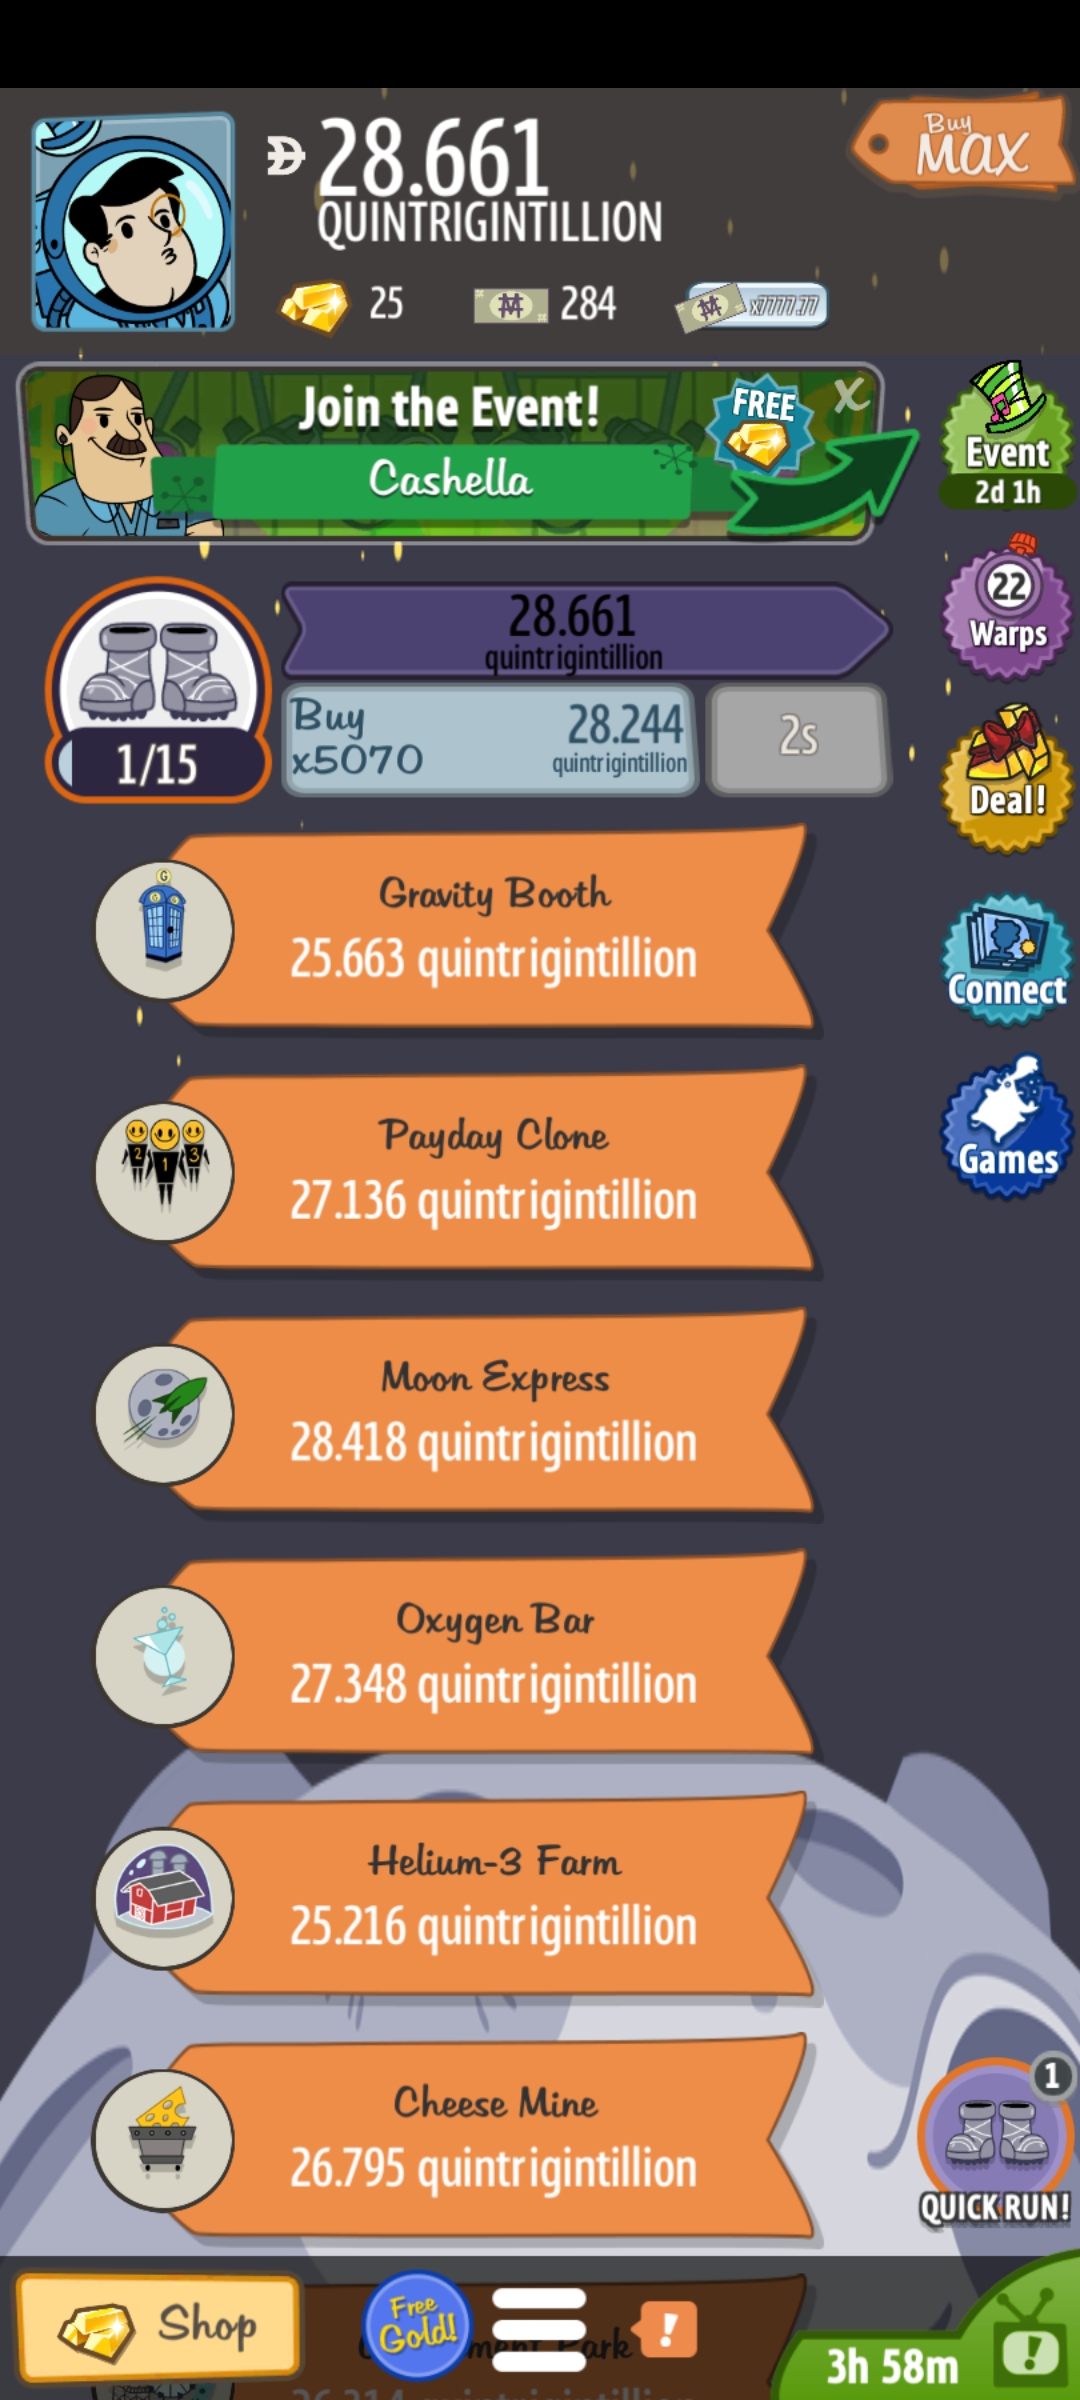 28.661
QUINTRIGINTILLION
Buy
MAX
25
284
x7777.77
Join the Event!
Cashella
FREE
X
Event
2d 1h
28.661
quintrigintillion
1/15
Buy
x5070
28.244
quintrigintillion
2s
22
Warps
Deal!
Gravity Booth
25.663 quintrigintillion
Connect
Payday Clone
27.136 quintrigintillion
2 1 3
Games
Moon Express
28.418 quintrigintillion
Oxygen Bar
27.348 quintrigintillion
Helium-3 Farm
25.216 quintrigintillion
Cheese Mine
26.795 quintrigintillion
1
QUICK RUN!
Shop
Free
Gold!
Park
!
3h 58m
!